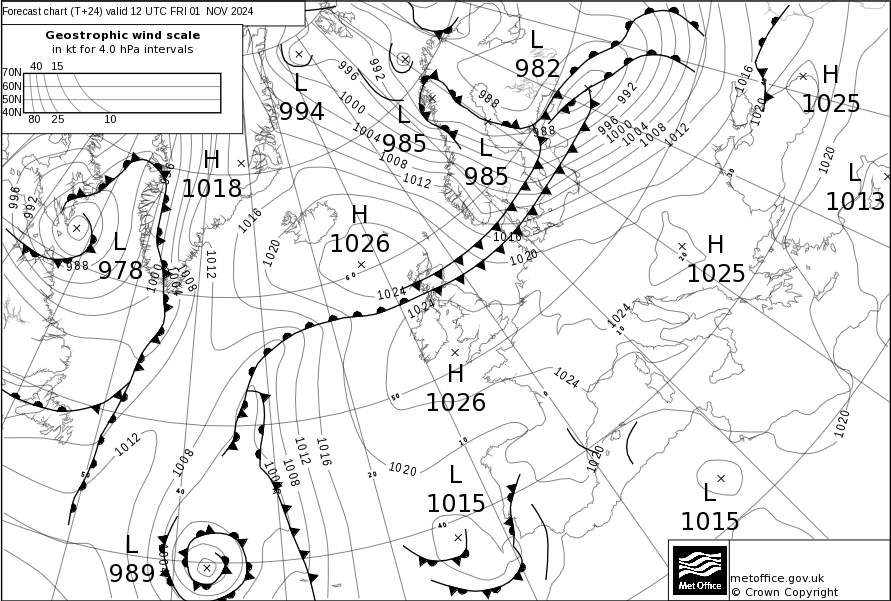 Forecast chart (T+24) valid 12 UTC FRI 01 NOV 2024
Geostrophic wind scale
in kt for 4.0 hPa intervals
40 15
70N
60N
50N
40N
80 25 10
L
994
L
982
H
1025
L
985
L
985
H
1018
L
1013
H
1026
L
978
H
1025
H
1026
L
1015
L
1015
L
989
996
992
1000
1004
1008
1012
988
988
992
996
1000
1004
1008
1012
1016
1020
1020
996
992
988
996
1000
1004
1008
1012
1016
1020
1016
1020
1024
1024
1024
1024
1020
1020
1020
1012
1008
1004
1008
1012
1016
1020
60
50
50
40
40
30
20
20
10
10
0
Met Office
metoffice.gov.uk
© Crown Copyright